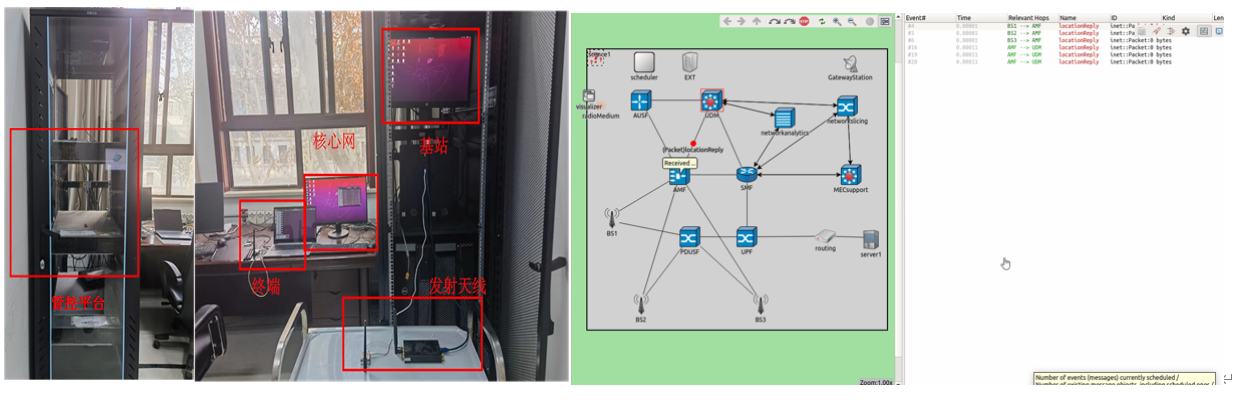 管控平台
核心网
基站
终端
发射天线
scheduler
EXT
GatewayStation
visualizer
radioMedium
AUSF
UDM
networkanalytics
networkslicing
(Packet)locationReply
Received ...
AMF
SMF
MECsupport
BS1
PDUSF
UPF
routing
server1
BS2
BS3
Zoom:1.00x
Event# Time Relevant Hops Name ID Kind Len
#4 0.00001 BS1 --> AMF locationReply inet::Pa
#5 0.00001 BS2 --> AMF locationReply inet::Pa
#6 0.00001 BS3 --> AMF locationReply inet::Packet:0 bytes
#16 0.00011 AMF --> UDM locationReply inet::Packet:0 bytes
#19 0.00011 AMF --> UDM locationReply inet::Packet:0 bytes
#20 0.00011 AMF --> UDM locationReply inet::Packet:0 bytes
Number of events (messages) currently scheduled /
Number of existing message objects, including scheduled ones /